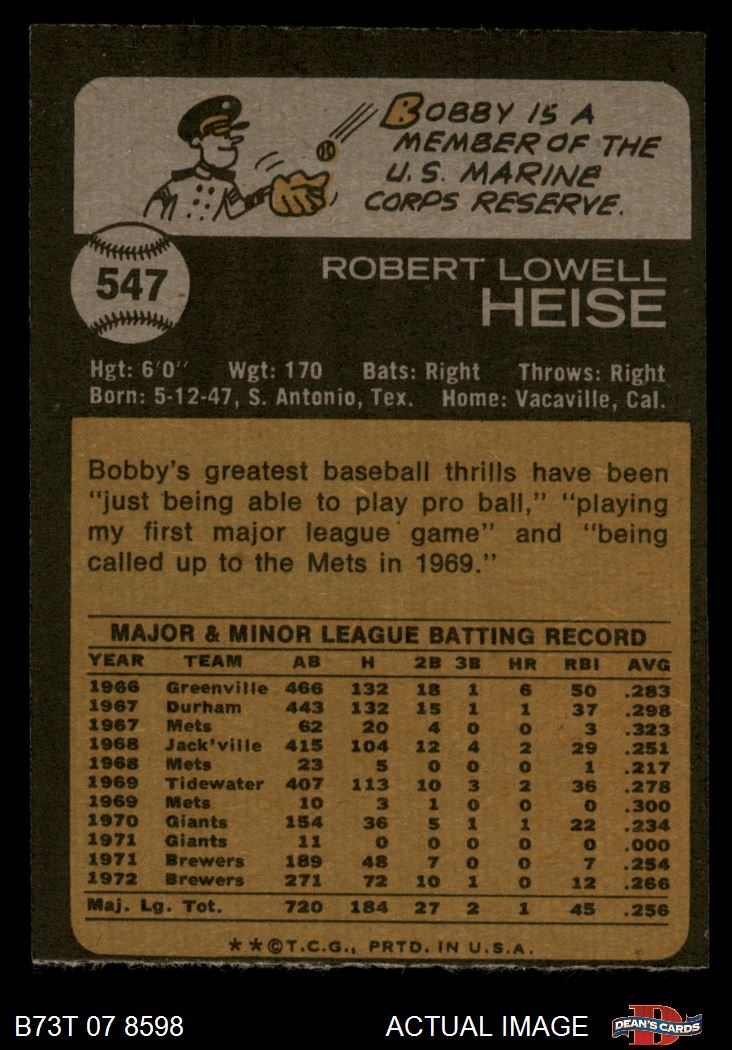 BOBBY IS A
MEMBER OF THE
U.S. MARINE
CORPS RESERVE.
547
ROBERT LOWELL
HEISE
Hgt: 6'0" Wgt: 170 Bats: Right Throws: Right
Born: 5-12-47, S. Antonio, Tex. Home: Vacaville, Cal.
Bobby's greatest baseball thrills have been
"just being able to play pro ball," "playing
my first major league game" and "being
called up to the Mets in 1969."
MAJOR & MINOR LEAGUE BATTING RECORD
YEAR TEAM AB H 2B 3B HR RBI AVG
1966 Greenville 466 132 18 1 6 50 .283
1967 Durham 443 132 15 1 1 37 .298
1967 Mets 62 20 4 0 0 3 .323
1968 Jack'ville 415 104 12 4 2 29 .251
1968 Mets 23 5 0 0 0 1 .217
1969 Tidewater 407 113 10 3 2 36 .278
1969 Mets 10 3 1 0 0 0 .300
1970 Giants 154 36 5 1 1 22 .234
1971 Giants 11 0 0 0 0 0 .000
1971 Brewers 189 48 7 0 0 7 .254
1972 Brewers 271 72 10 1 0 12 .266
Maj. Lg. Tot. 720 184 27 2 1 45 .256
**©T.C.G., PRTD. IN U.S.A.
B73T 07 8598 ACTUAL IMAGE
D
DEAN'S CARDS